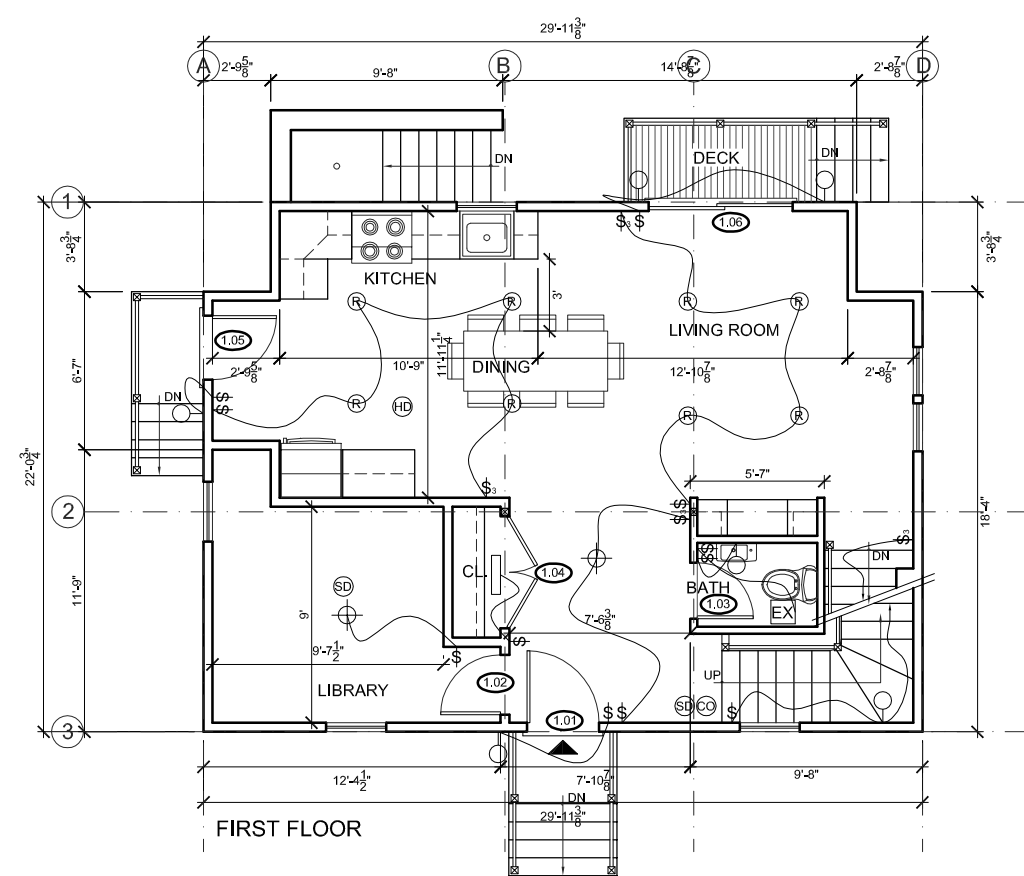 29'-11 3/8"
A
2'-9 5/8"
9'-8"
B
14'-8 7/8"
C
2'-8 7/8"
D
DN
DECK
DN
1
1.06
3'-8 3/4"
3'-8 3/4"
KITCHEN
3'
R
R
R
R
LIVING ROOM
1.05
11'-11 1/4"
DINING
2'-9 5/8"
10'-9"
12'-10 7/8"
2'-8 7/8"
6'-7"
DN
R
HD
R
R
R
22'-0 3/4"
5'-7"
S3
2
18'-4"
S3
DN
CL.
1.04
BATH
11'-9"
SD
1.03
EX
9'
7'-6 3/8"
9'-7 1/2"
UP
LIBRARY
1.02
SD
CO
1.01
3
12'-4 1/2"
7'-10 7/8"
9'-8"
DN
29'-11 3/8"
FIRST FLOOR